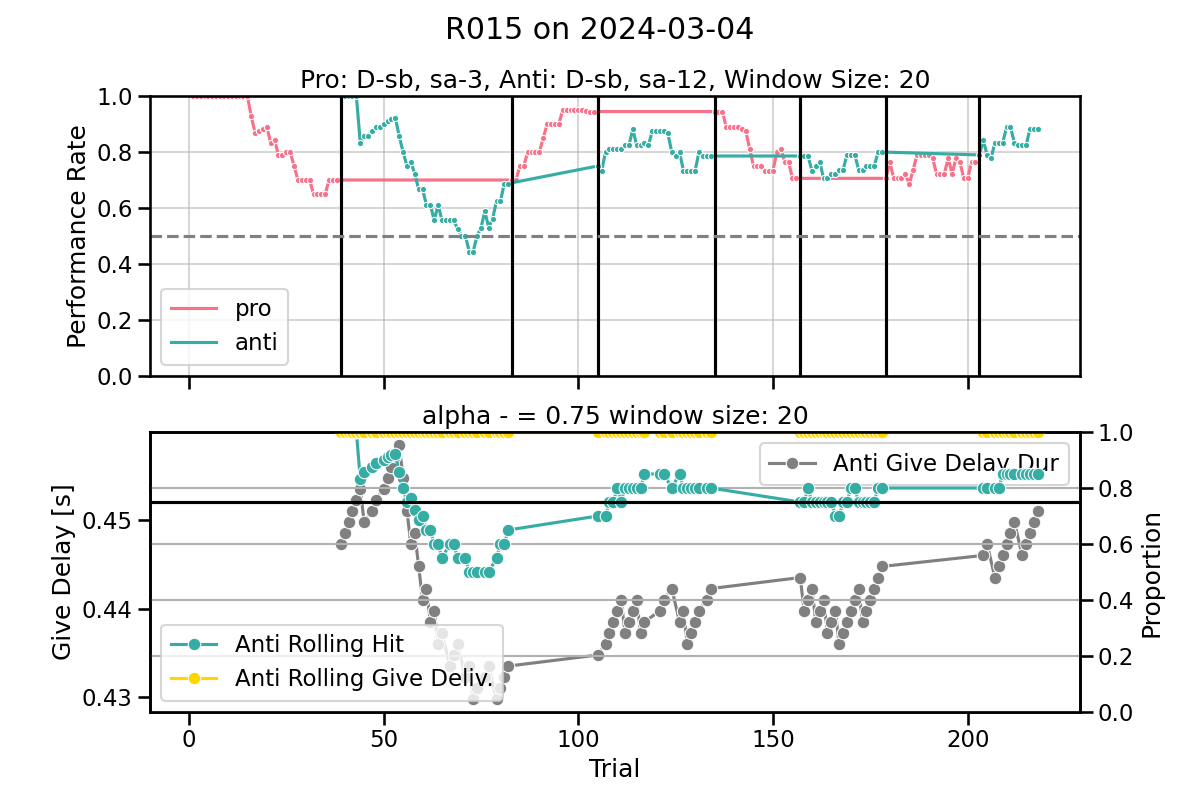 R015 on 2024-03-04
Pro: D-sb, sa-3, Anti: D-sb, sa-12, Window Size: 20
Performance Rate
1.0
0.8
0.6
0.4
0.2
0.0
pro
anti
alpha - = 0.75 window size: 20
Give Delay [s]
0.45
0.44
0.43
Anti Give Delay Dur
Anti Rolling Hit
Anti Rolling Give Deliv.
1.0
0.8
0.6
0.4
0.2
0.0
Proportion
0
50
100
150
200
Trial